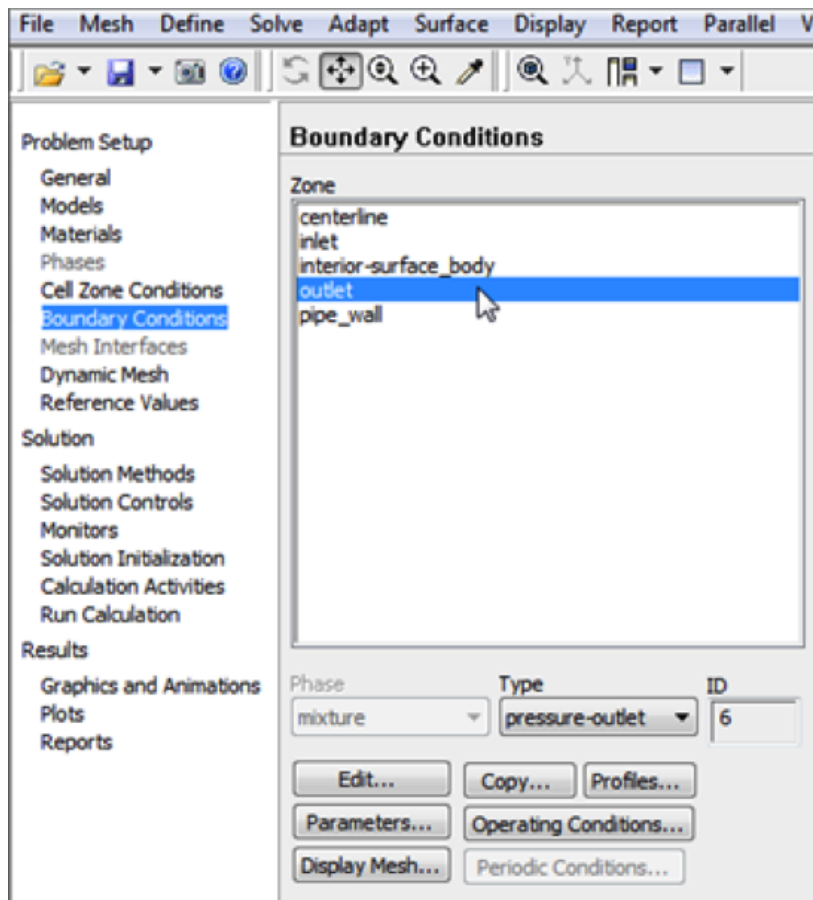 File Mesh Define Solve Adapt Surface Display Report Parallel V
Problem Setup
General
Models
Materials
Phases
Cell Zone Conditions
Boundary Conditions
Mesh Interfaces
Dynamic Mesh
Reference Values
Solution
Solution Methods
Solution Controls
Monitors
Solution Initialization
Calculation Activities
Run Calculation
Results
Graphics and Animations
Plots
Reports
Boundary Conditions
Zone
centerline
inlet
interior-surface_body
outlet
pipe_wall
Phase Type ID
mixture pressure-outlet 6
Edit... Copy... Profiles...
Parameters... Operating Conditions...
Display Mesh... Periodic Conditions...